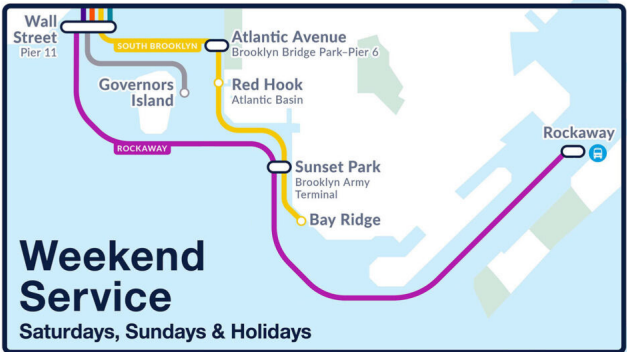 Wall
Street
Pier 11
SOUTH BROOKLYN
Atlantic Avenue
Brooklyn Bridge Park–Pier 6
Governors
Island
Red Hook
Atlantic Basin
Rockaway
ROCKAWAY
Sunset Park
Brooklyn Army
Terminal
Bay Ridge
Weekend
Service
Saturdays, Sundays & Holidays